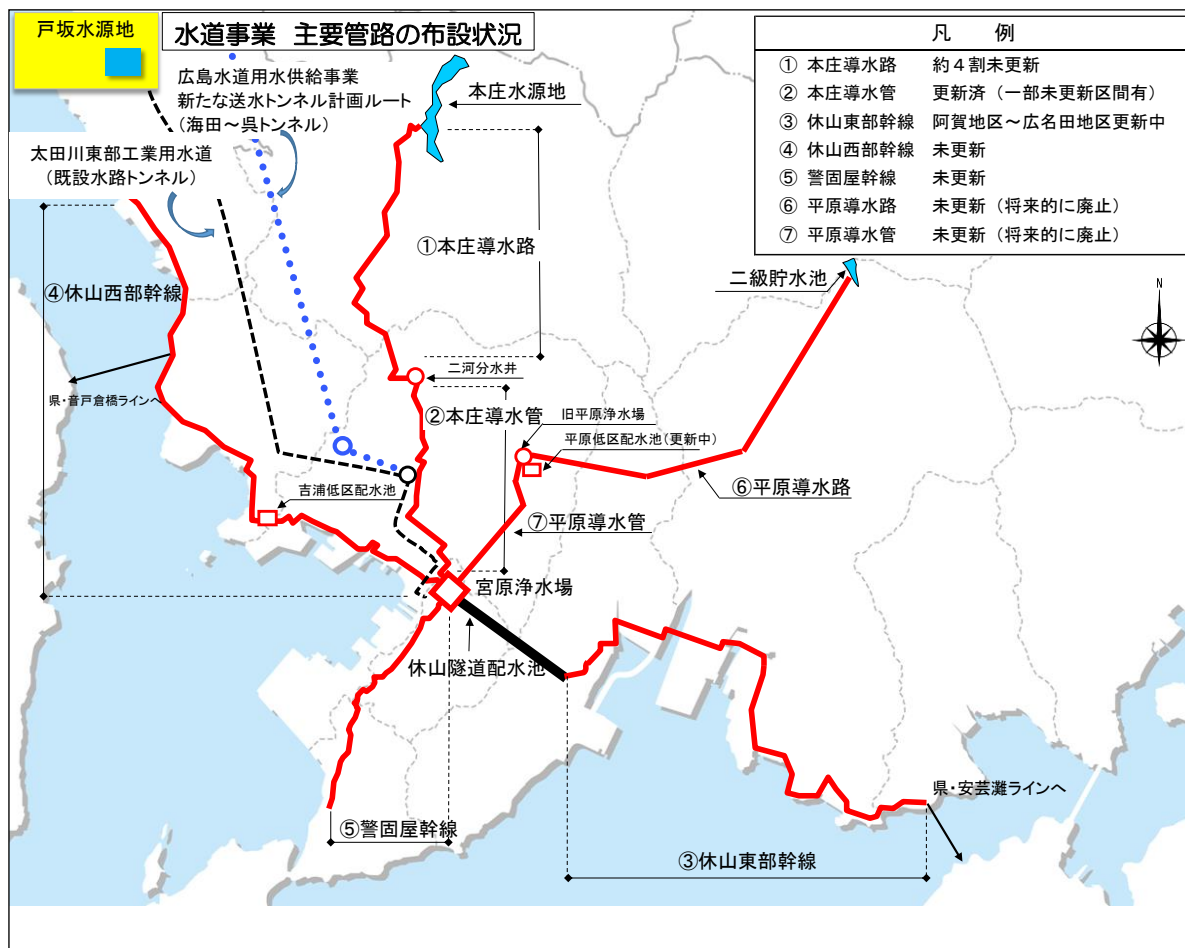 戸坂水源地
水道事業 主要管路の布設状況
広島水道用水供給事業
新たな送水トンネル計画ルート
(海田～呉トンネル)
太田川東部工業用水道
(既設水路トンネル)
本庄水源地
凡 例
① 本庄導水路 約４割未更新
② 本庄導水管 更新済 (一部未更新区間有)
③ 休山東部幹線 阿賀地区～広名田地区更新中
④ 休山西部幹線 未更新
⑤ 警固屋幹線 未更新
⑥ 平原導水路 未更新 (将来的に廃止)
⑦ 平原導水管 未更新 (将来的に廃止)
①本庄導水路
二級貯水池
④休山西部幹線
N
二河分水井
県・音戸倉橋ラインへ
②本庄導水管
旧平原浄水場
平原低区配水池(更新中)
吉浦低区配水池
⑥平原導水路
⑦平原導水管
宮原浄水場
休山隧道配水池
県・安芸灘ラインへ
⑤警固屋幹線
③休山東部幹線